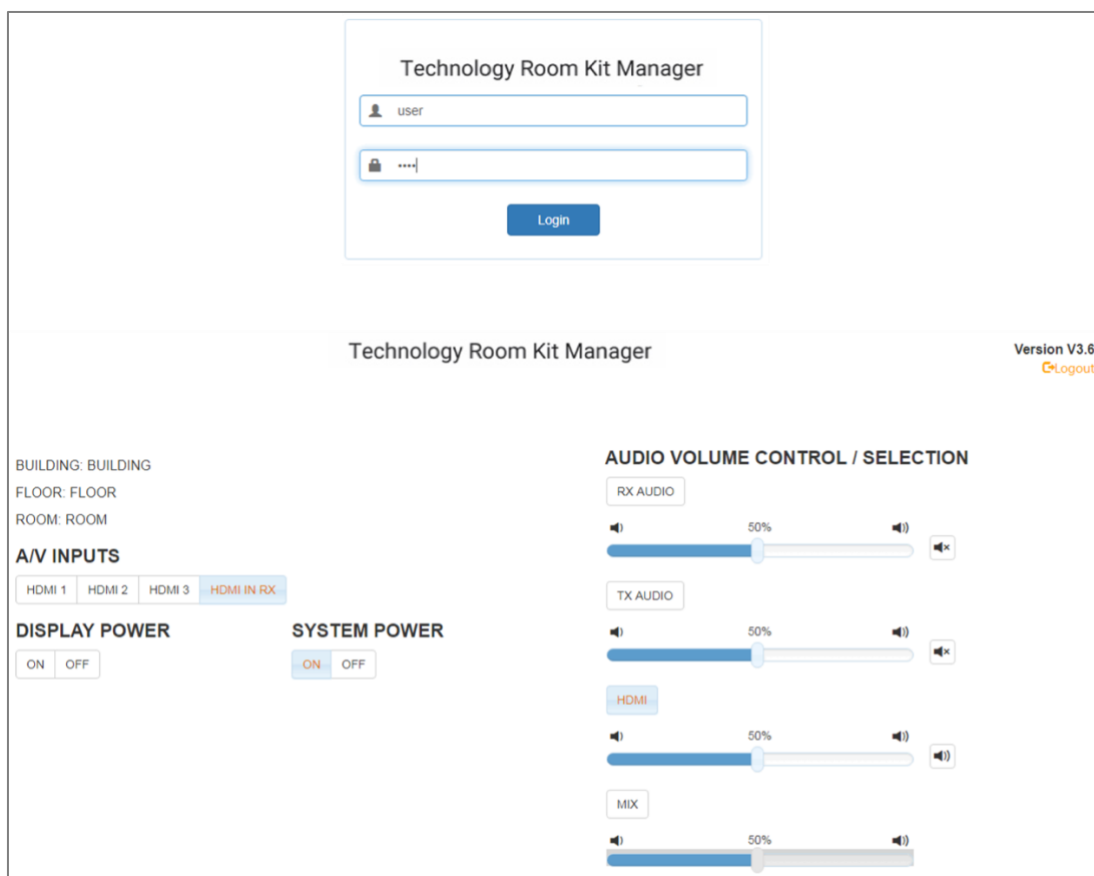 Technology Room Kit Manager
user
••••
Login
Technology Room Kit Manager
Version V3.6
Logout
BUILDING: BUILDING
FLOOR: FLOOR
ROOM: ROOM
A/V INPUTS
HDMI 1 HDMI 2 HDMI 3 HDMI IN RX
DISPLAY POWER SYSTEM POWER
ON OFF ON OFF
AUDIO VOLUME CONTROL / SELECTION
RX AUDIO
50%
TX AUDIO
50%
HDMI
50%
MIX
50%